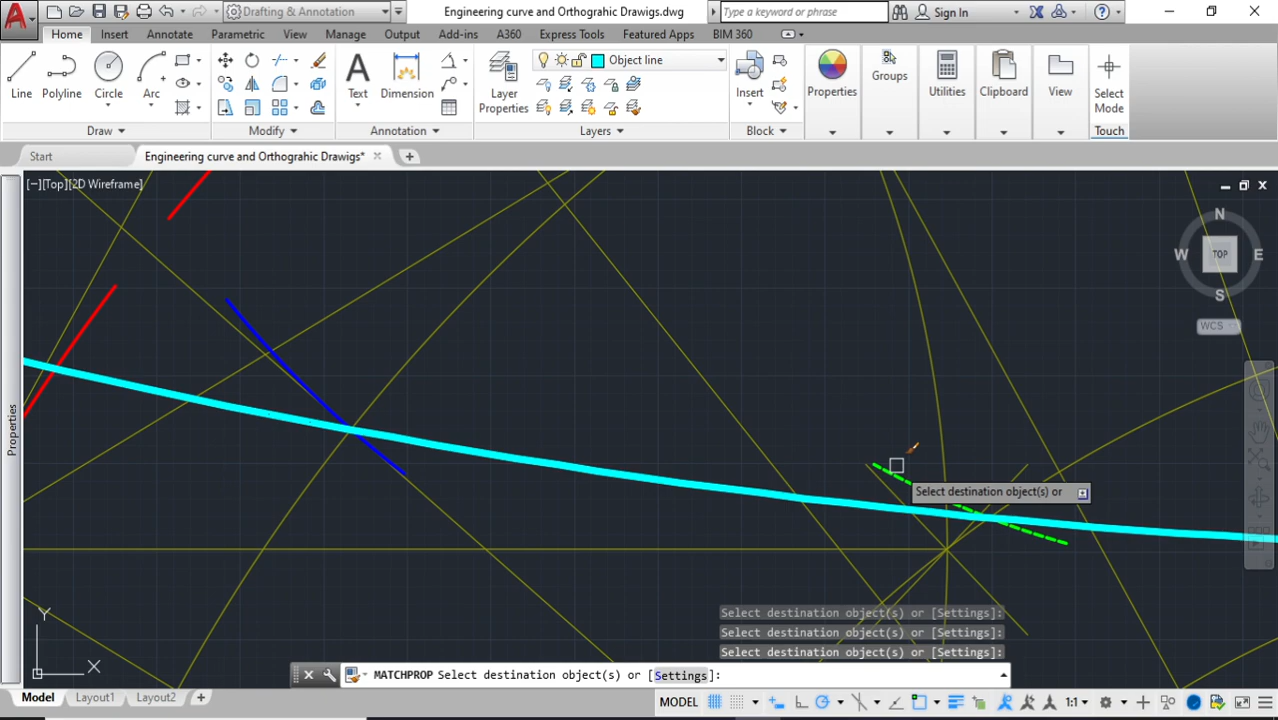 Drafting & Annotation
Engineering curve and Orthograhic Drawigs.dwg
Type a keyword or phrase
Sign In
Home Insert Annotate Parametric View Manage Output Add-ins A360 Express Tools Featured Apps BIM 360
Line Polyline Circle Arc
Text Dimension
Layer Properties
Object line
Insert
Properties
Groups
Utilities
Clipboard
View
Select Mode
Draw Modify Annotation Layers Block Touch
Start Engineering curve and Orthograhic Drawigs*
[−][Top][2D Wireframe]
N
W TOP E
S
WCS
Properties
Select destination object(s) or
Select destination object(s) or [Settings]:
Select destination object(s) or [Settings]:
Select destination object(s) or [Settings]:
Y
X
MATCHPROP Select destination object(s) or [Settings]:
Model Layout1 Layout2
MODEL 1:1